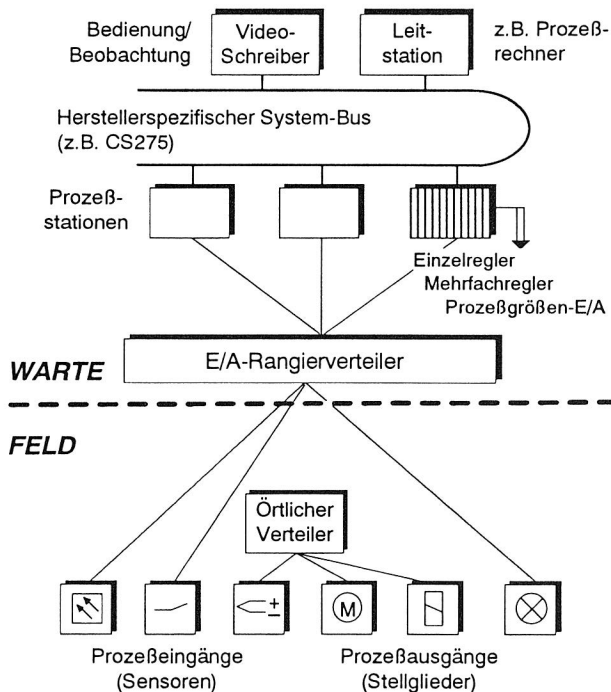 Bedienung/
Beobachtung
Video-
Schreiber
Leit-
station
z.B. Prozeß-
rechner
Herstellerspezifischer System-Bus
(z.B. CS275)
Prozeß-
stationen
Einzelregler
Mehrfachregler
Prozeßgrößen-E/A
E/A-Rangierverteiler
WARTE
FELD
Örtlicher
Verteiler
+
−
M
Prozeßeingänge
(Sensoren)
Prozeßausgänge
(Stellglieder)